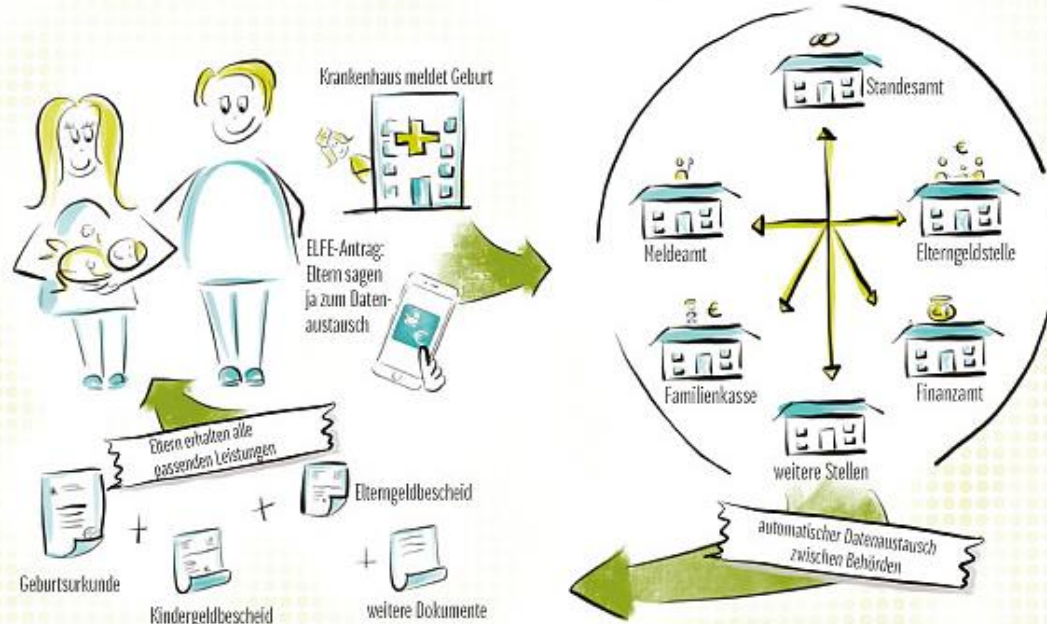 Krankenhaus meldet Geburt
ELFE-Antrag:
Eltern sagen
ja zum Daten-
austausch
Standesamt
Meldeamt
Elterngeldstelle
Familienkasse
Finanzamt
weitere Stellen
automatischer Datenaustausch
zwischen Behörden
Eltern erhalten alle
passenden Leistungen
Geburtsurkunde
Kindergeldbescheid
Elterngeldbescheid
weitere Dokumente